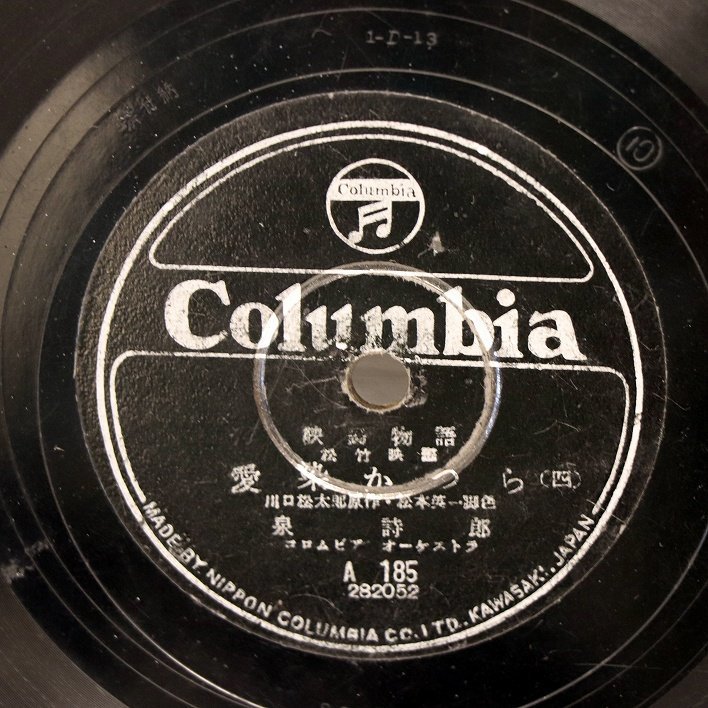 1-D-13
10
Columbia
Columbia
映画物語
松竹映画
愛染かつら(四)
川口松太郎原作・松本英一脚色
泉詩郎
コロムビア オーケストラ
A 185
282052
MADE BY NIPPON COLUMBIA CO.LTD., KAWASAKI, JAPAN